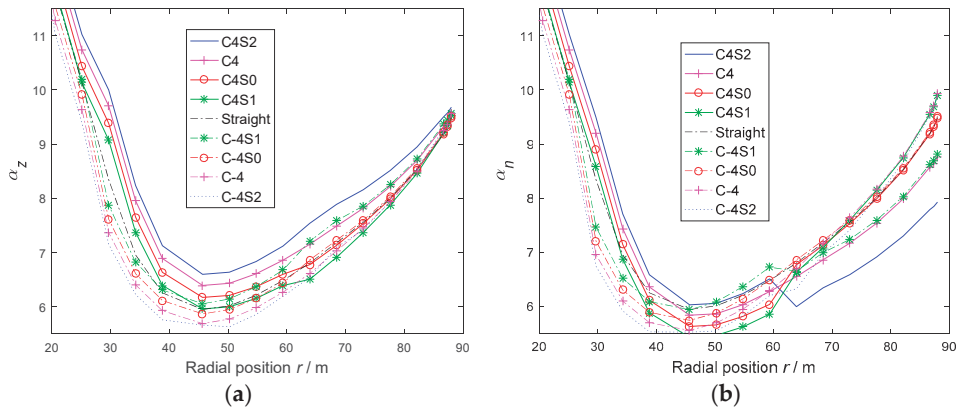 11
10
9
8
7
6
α_z
20 30 40 50 60 70 80 90
Radial position r / m
C4S2
C4
C4S0
C4S1
Straight
C-4S1
C-4S0
C-4
C-4S2
(a)
11
10
9
8
7
6
α_n
20 30 40 50 60 70 80 90
Radial position r / m
C4S2
C4
C4S0
C4S1
Straight
C-4S1
C-4S0
C-4
C-4S2
(b)